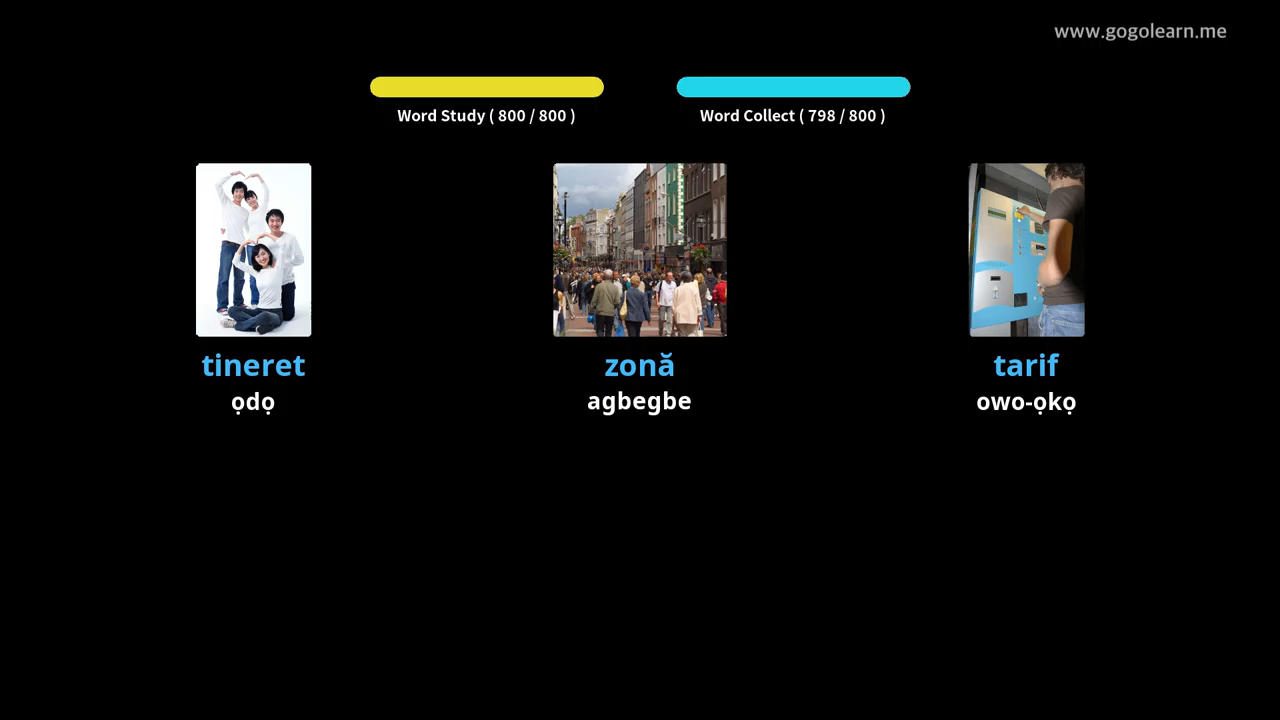 www.gogolearn.me
Word Study ( 800 / 800 )
Word Collect ( 798 / 800 )
tineret
zonă
tarif
ọdọ
agbegbe
owo-ọkọ